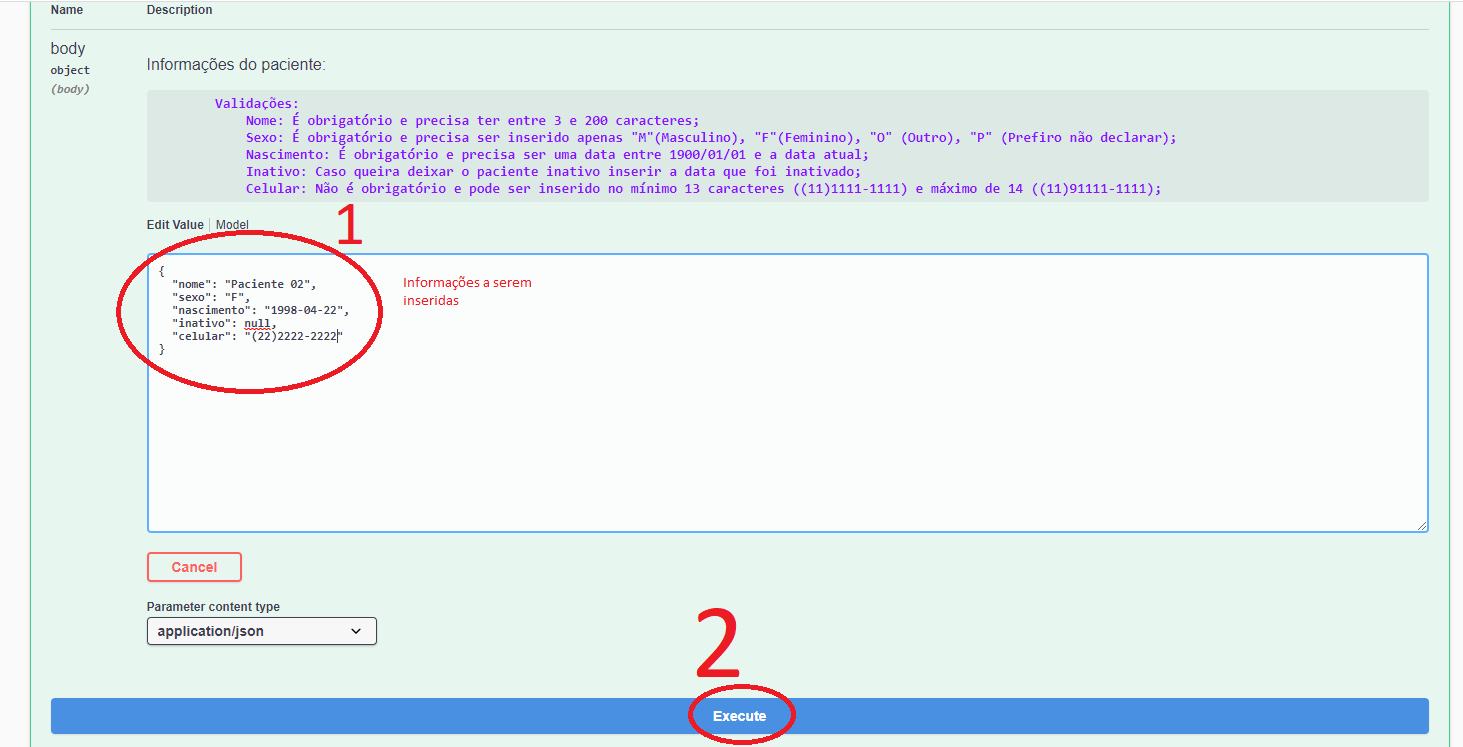 Name Description
body
object
(body)
Informações do paciente:
Validações:
Nome: É obrigatório e precisa ter entre 3 e 200 caracteres;
Sexo: É obrigatório e precisa ser inserido apenas "M"(Masculino), "F"(Feminino), "O" (Outro), "P" (Prefiro não declarar);
Nascimento: É obrigatório e precisa ser uma data entre 1900/01/01 e a data atual;
Inativo: Caso queira deixar o paciente inativo inserir a data que foi inativado;
Celular: Não é obrigatório e pode ser inserido no mínimo 13 caracteres ((11)1111-1111) e máximo de 14 ((11)91111-1111);
1
Edit Value | Model
{
"nome": "Paciente 02",
"sexo": "F",
"nascimento": "1998-04-22",
"inativo": null,
"celular": "(22)2222-2222"
}
Informações a serem
inseridas
Cancel
Parameter content type
application/json
2
Execute